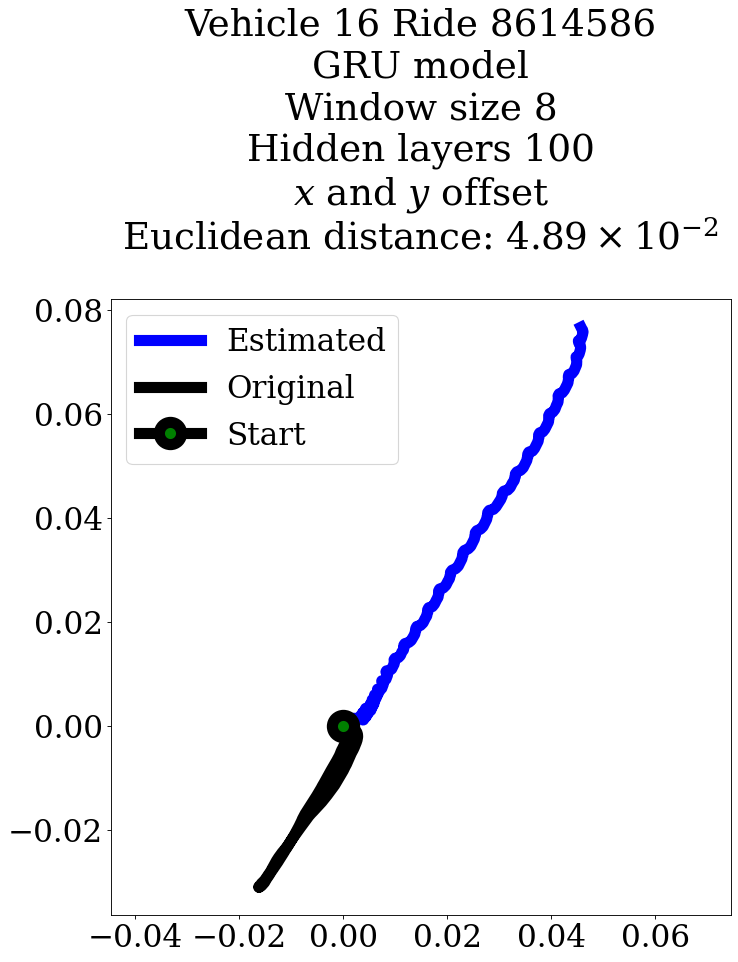 Vehicle 16 Ride 8614586
GRU model
Window size 8
Hidden layers 100
x and y offset
Euclidean distance: 4.89 × 10⁻²
Estimated
Original
Start
0.08
0.06
0.04
0.02
0.00
−0.02
−0.04 −0.02 0.00 0.02 0.04 0.06